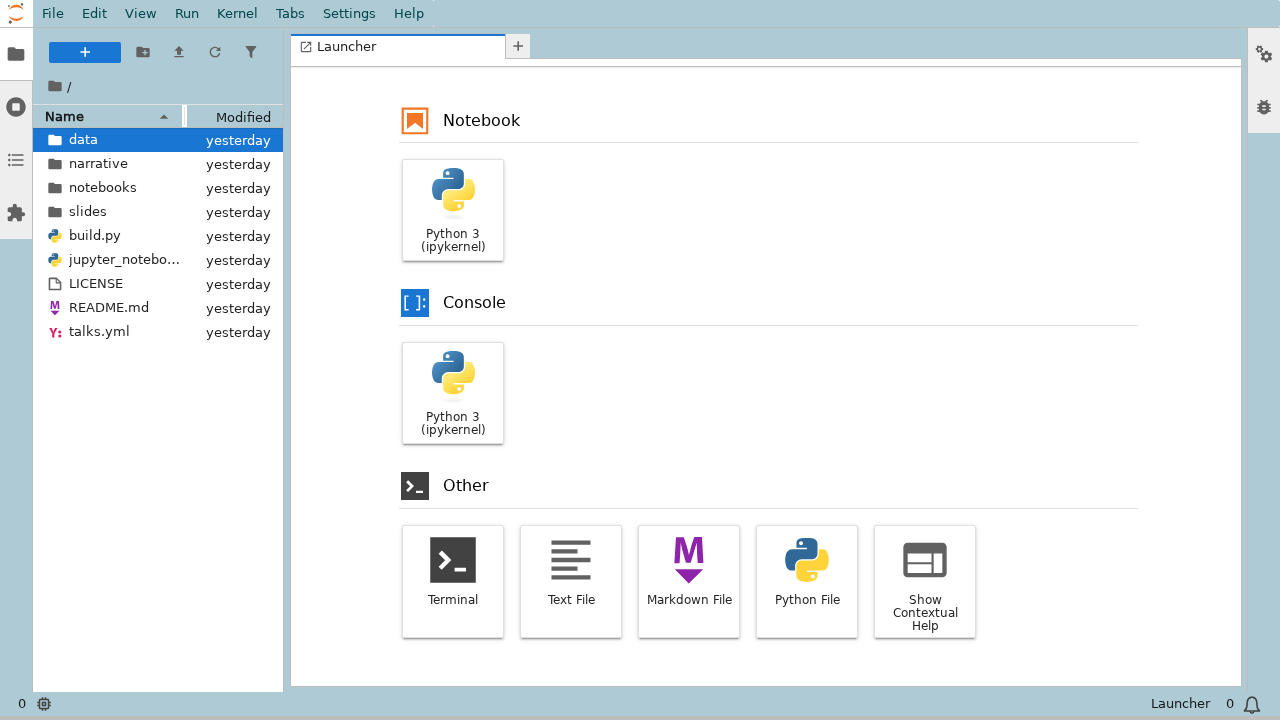 File Edit View Run Kernel Tabs Settings Help
Launcher
/
Name Modified
data yesterday
narrative yesterday
notebooks yesterday
slides yesterday
build.py yesterday
jupyter_notebo… yesterday
LICENSE yesterday
README.md yesterday
talks.yml yesterday
Notebook
Python 3
(ipykernel)
Console
Python 3
(ipykernel)
Other
Terminal
Text File
Markdown File
Python File
Show
Contextual
Help
0
Launcher 0